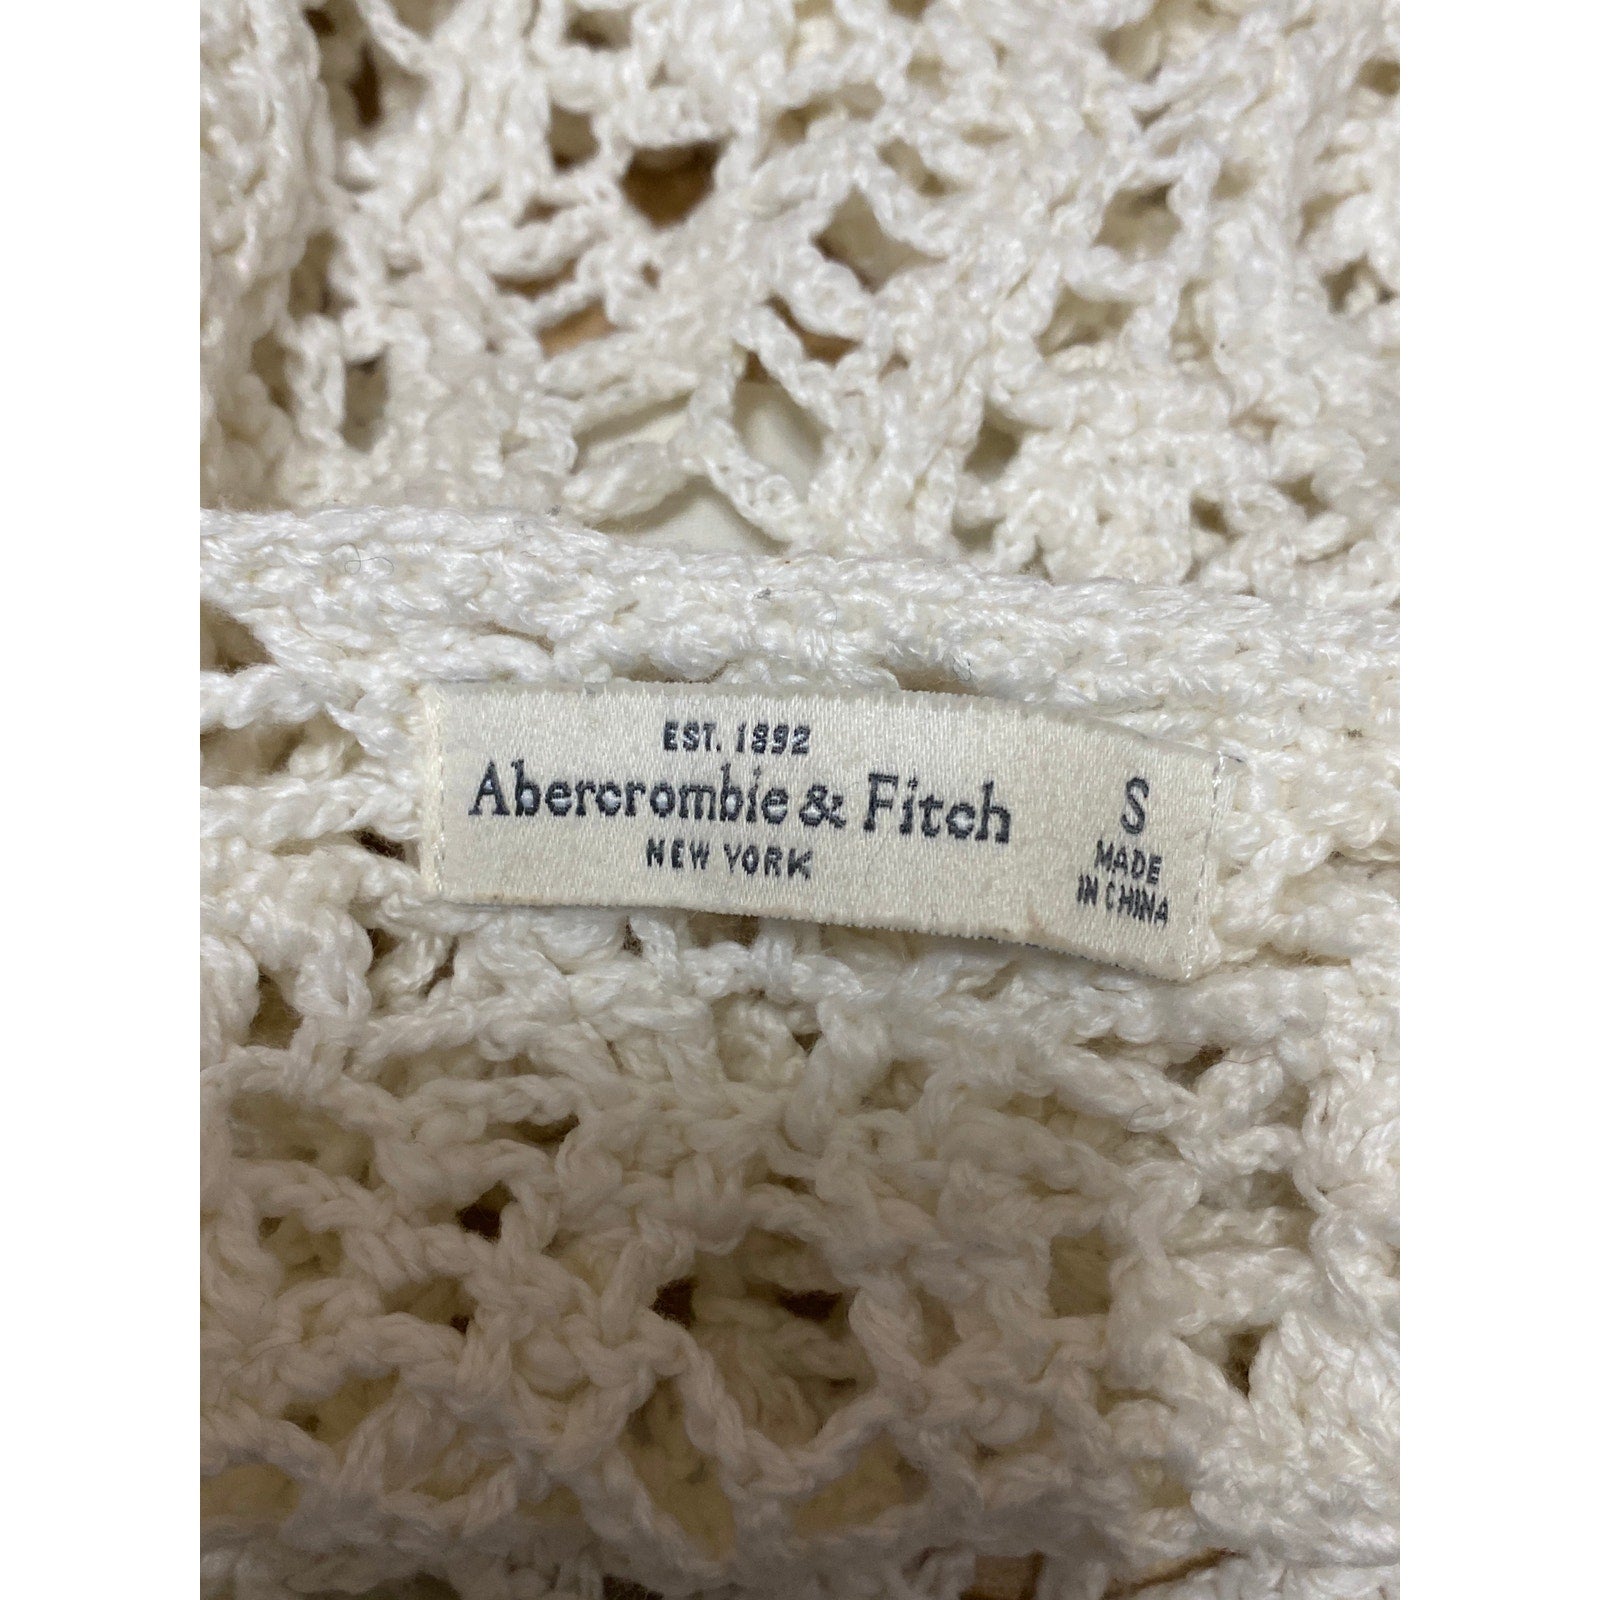 EST. 1892
Abercrombie & Fitch
NEW YORK
S
MADE
IN CHINA